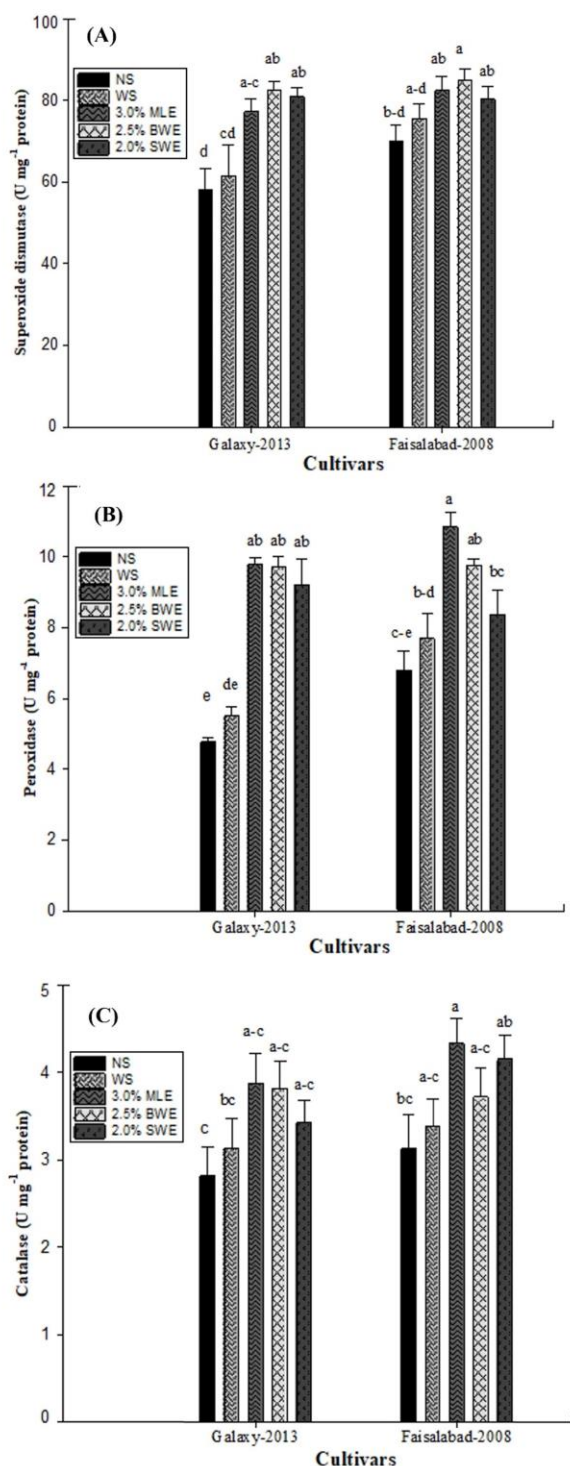 (A)
NS
WS
3.0% MLE
2.5% BWE
2.0% SWE
Superoxide dismutase (U mg⁻¹ protein)
100
80
60
40
20
0
d
cd
a-c
ab
ab
b-d
a-d
ab
a
ab
Galaxy-2013
Faisalabad-2008
Cultivars
(B)
NS
WS
3.0% MLE
2.5% BWE
2.0% SWE
Peroxidase (U mg⁻¹ protein)
12
10
8
6
4
2
0
e
de
ab
ab
ab
c-e
b-d
a
ab
bc
Galaxy-2013
Faisalabad-2008
Cultivars
(C)
NS
WS
3.0% MLE
2.5% BWE
2.0% SWE
Catalase (U mg⁻¹ protein)
5
4
3
2
1
0
c
bc
a-c
a-c
a-c
bc
a-c
a
a-c
ab
Galaxy-2013
Faisalabad-2008
Cultivars